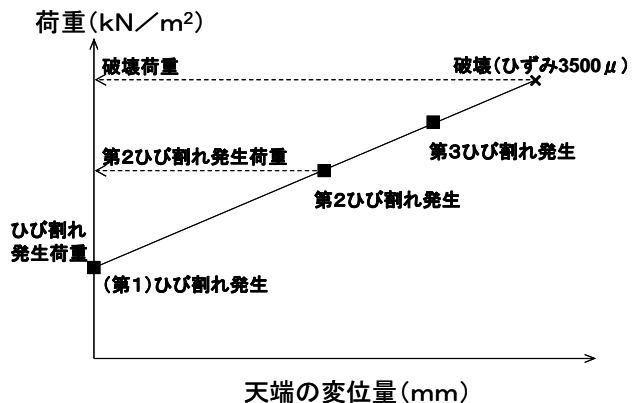 荷重(kN／m²)
破壊荷重
破壊(ひずみ3500μ)
第3ひび割れ発生
第2ひび割れ発生荷重
第2ひび割れ発生
ひび割れ
発生荷重
(第1)ひび割れ発生
天端の変位量(mm)